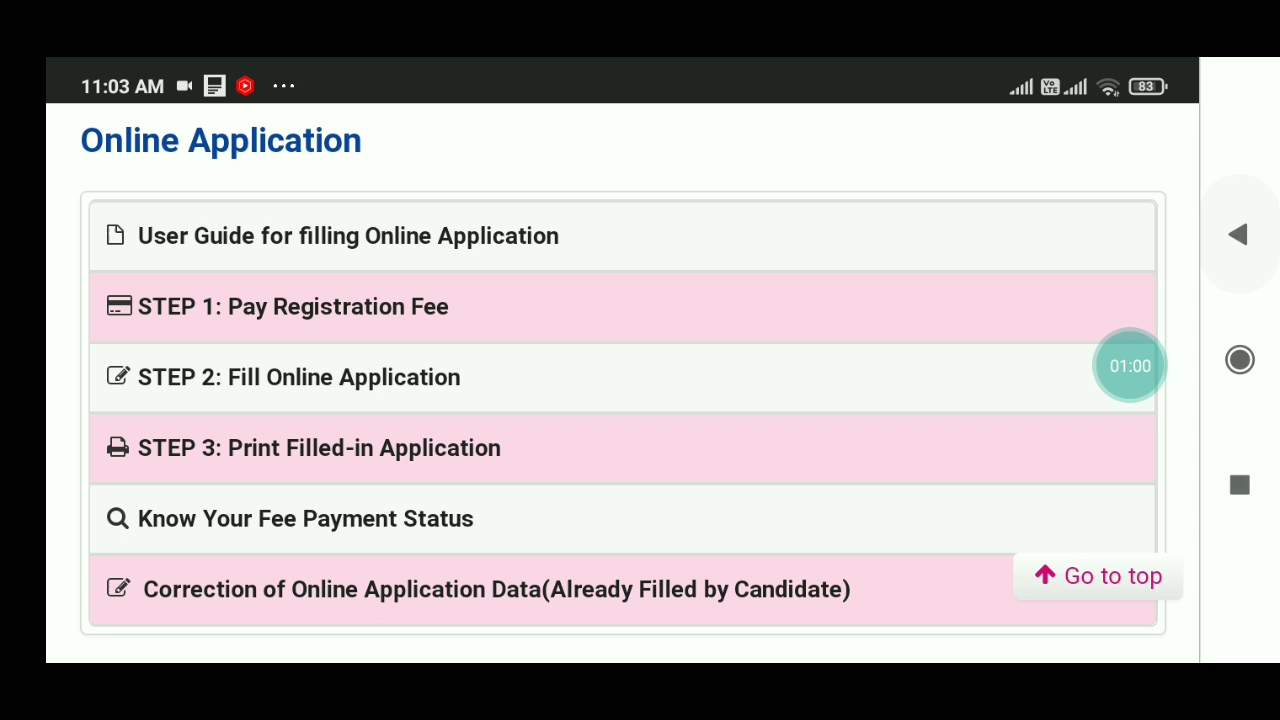 11:03 AM
Vo LTE
83
Online Application
User Guide for filling Online Application
STEP 1: Pay Registration Fee
STEP 2: Fill Online Application
01:00
STEP 3: Print Filled-in Application
Know Your Fee Payment Status
Go to top
Correction of Online Application Data(Already Filled by Candidate)